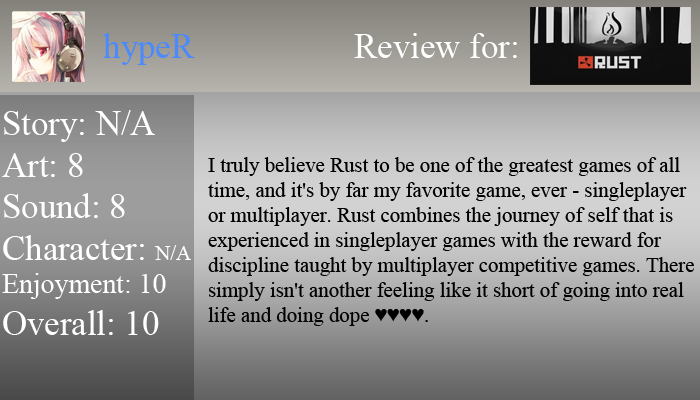 hypeR
Review for:
RUST
Story: N/A
Art: 8
Sound: 8
Character: N/A
Enjoyment: 10
Overall: 10
I truly believe Rust to be one of the greatest games of all
time, and it's by far my favorite game, ever - singleplayer
or multiplayer. Rust combines the journey of self that is
experienced in singleplayer games with the reward for
discipline taught by multiplayer competitive games. There
simply isn't another feeling like it short of going into real
life and doing dope ♥♥♥♥.